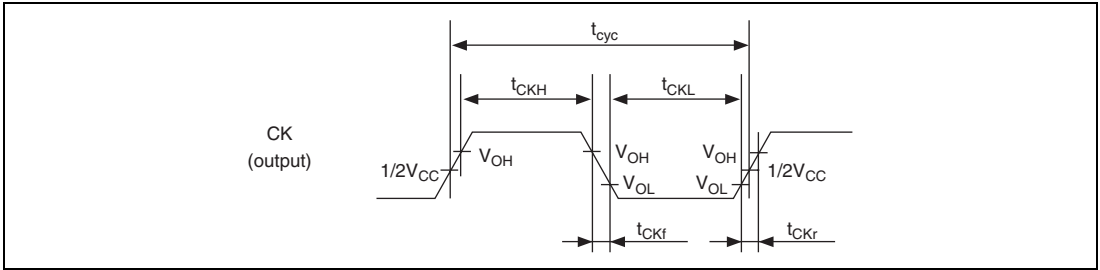 tcyc
tCKH
tCKL
CK
(output)
1/2VCC
VOH
VOH
VOL
VOH
VOL
1/2VCC
tCKf
tCKr